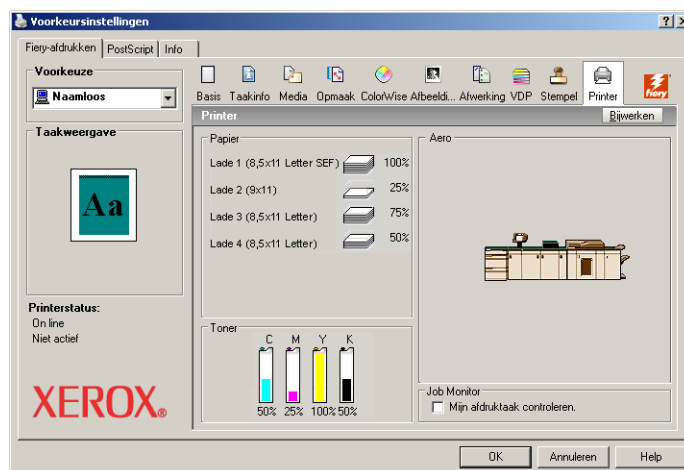 Voorkeursinstellingen
Fiery-afdrukken PostScript Info
Voorkeuze
Naamloos
Basis Taakinfo Media Opmaak ColorWise Afbeeldi... Afwerking VDP Stempel Printer
fiery
Printer
Bijwerken
Taakweergave
Aa
Papier
Lade 1 (8,5x11 Letter SEF) 100%
Lade 2 (9x11) 25%
Lade 3 (8,5x11 Letter) 75%
Lade 4 (8,5x11 Letter) 50%
Aero
Printerstatus:
On line
Niet actief
XEROX®
Toner
C M Y K
50% 25% 100% 50%
Job Monitor
Mijn afdruktaak controleren.
OK Annuleren Help